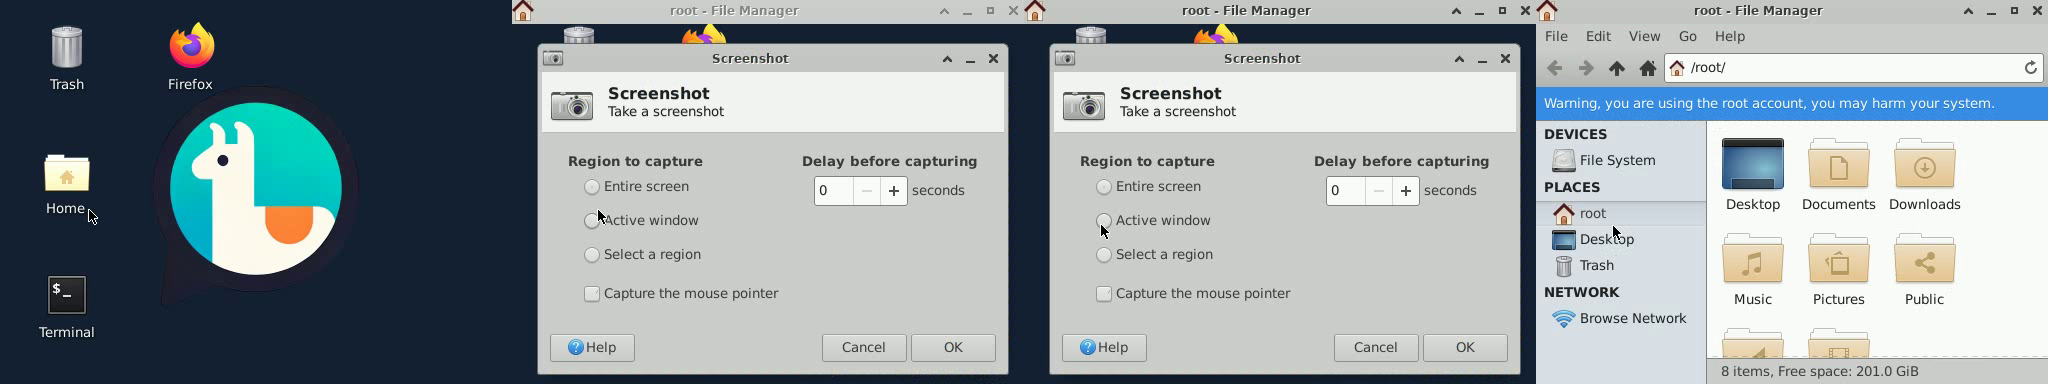 Trash
Firefox
Home
$_
Terminal
root - File Manager
Screenshot
Screenshot
Take a screenshot
Region to capture
Entire screen
Active window
Select a region
Capture the mouse pointer
Delay before capturing
0 seconds
Help
Cancel
OK
root - File Manager
Screenshot
Screenshot
Take a screenshot
Region to capture
Entire screen
Active window
Select a region
Capture the mouse pointer
Delay before capturing
0 seconds
Help
Cancel
OK
root - File Manager
File Edit View Go Help
/root/
Warning, you are using the root account, you may harm your system.
DEVICES
File System
PLACES
root
Desktop
Trash
NETWORK
Browse Network
Desktop
Documents
Downloads
Music
Pictures
Public
8 items, Free space: 201.0 GiB